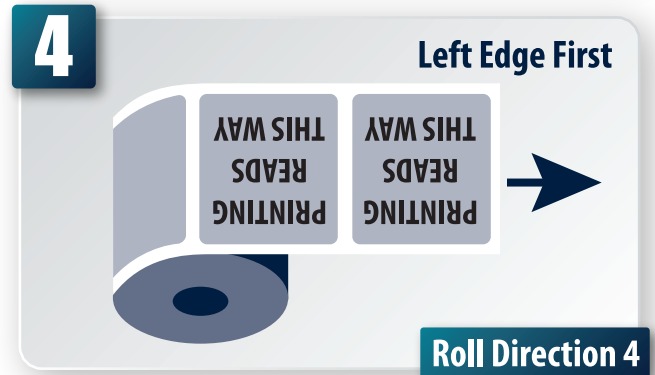 4
Left Edge First
PRINTING
READS
THIS WAY
PRINTING
READS
THIS WAY
Roll Direction 4